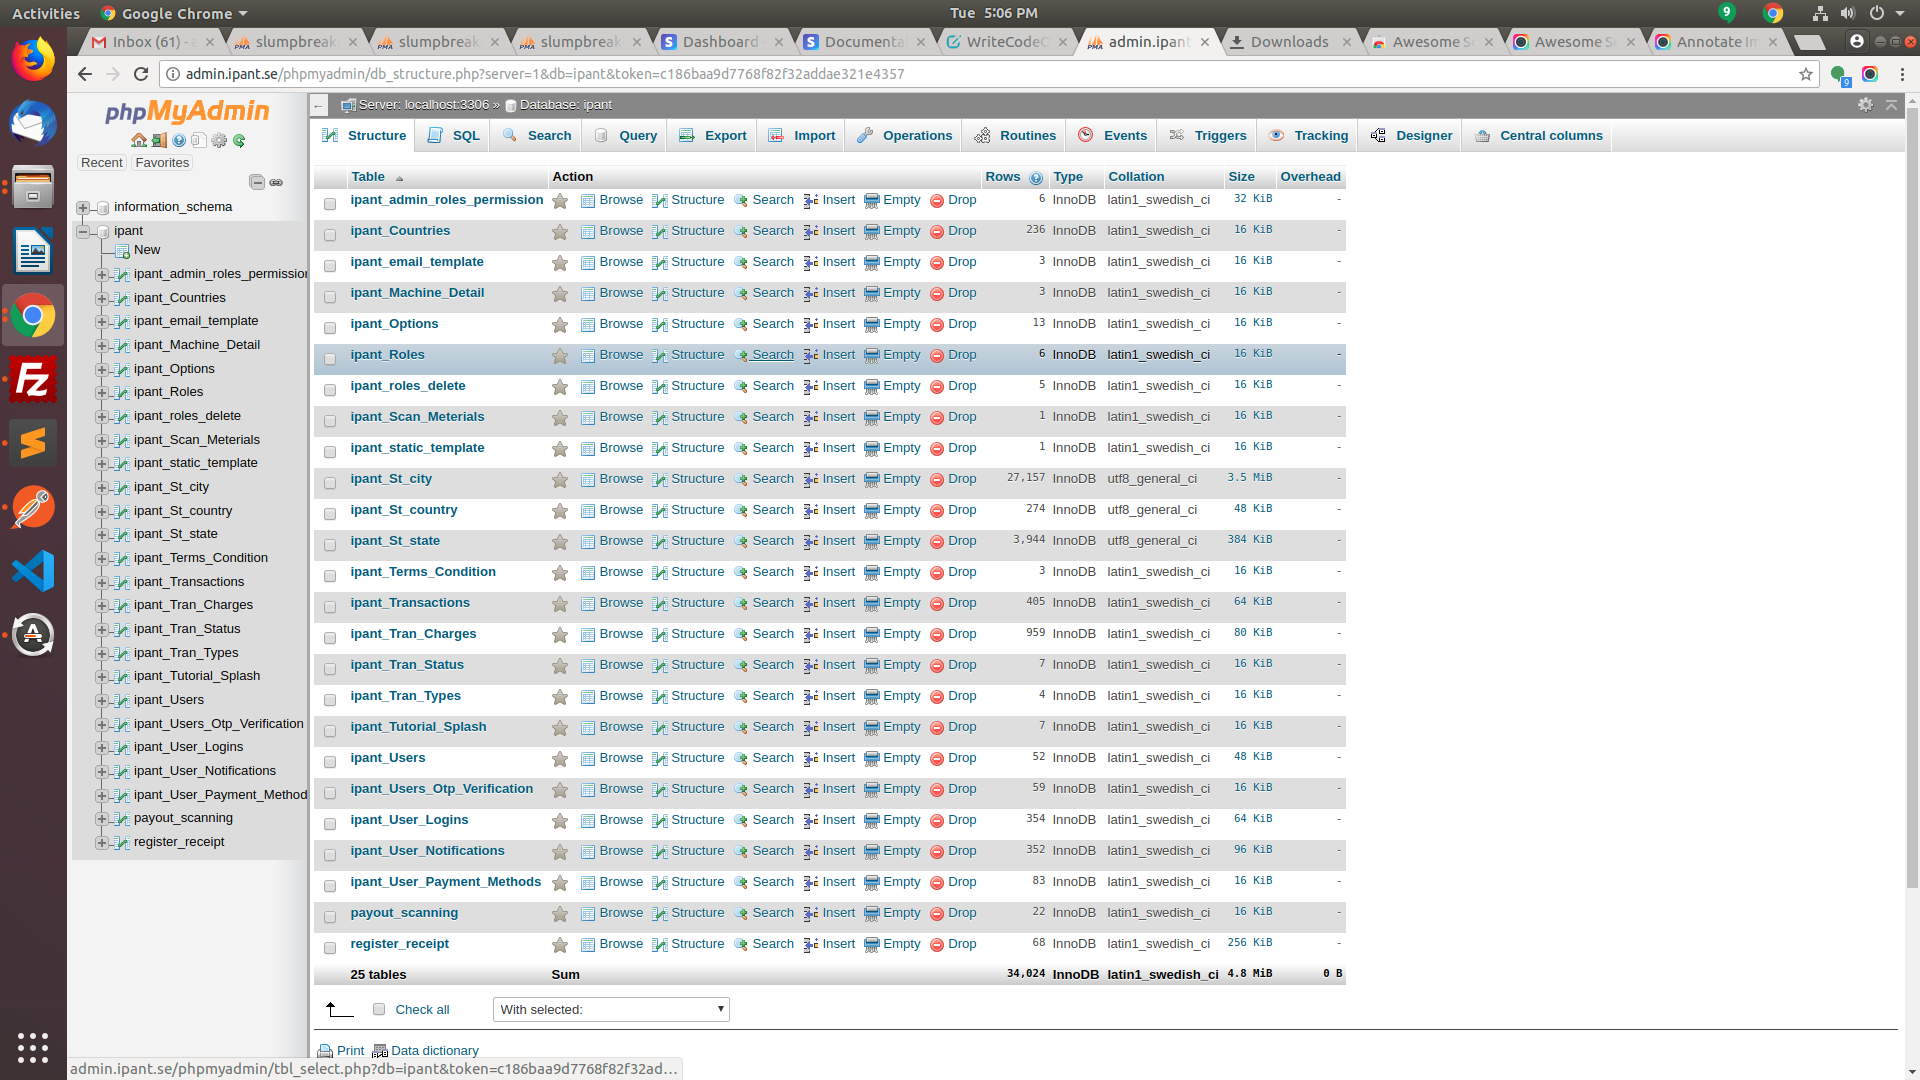 Activities Google Chrome Tue 5:06 PM 9
Inbox (61) - a slumpbreak slumpbreak slumpbreak Dashboard Documenta WriteCodeO admin.ipant Downloads Awesome Sc Awesome Sc Annotate Im
admin.ipant.se/phpmyadmin/db_structure.php?server=1&db=ipant&token=c186baa9d7768f82f32addae321e4357 9
phpMyAdmin
Recent Favorites
information_schema
ipant
New
ipant_admin_roles_permission
ipant_Countries
ipant_email_template
ipant_Machine_Detail
ipant_Options
ipant_Roles
ipant_roles_delete
ipant_Scan_Meterials
ipant_static_template
ipant_St_city
ipant_St_country
ipant_St_state
ipant_Terms_Condition
ipant_Transactions
ipant_Tran_Charges
ipant_Tran_Status
ipant_Tran_Types
ipant_Tutorial_Splash
ipant_Users
ipant_Users_Otp_Verification
ipant_User_Logins
ipant_User_Notifications
ipant_User_Payment_Method
payout_scanning
register_receipt
Server: localhost:3306 » Database: ipant
Structure SQL Search Query Export Import Operations Routines Events Triggers Tracking Designer Central columns
Table Action Rows Type Collation Size Overhead
ipant_admin_roles_permission Browse Structure Search Insert Empty Drop 6 InnoDB latin1_swedish_ci 32 KiB -
ipant_Countries Browse Structure Search Insert Empty Drop 236 InnoDB latin1_swedish_ci 16 KiB -
ipant_email_template Browse Structure Search Insert Empty Drop 3 InnoDB latin1_swedish_ci 16 KiB -
ipant_Machine_Detail Browse Structure Search Insert Empty Drop 3 InnoDB latin1_swedish_ci 16 KiB -
ipant_Options Browse Structure Search Insert Empty Drop 13 InnoDB latin1_swedish_ci 16 KiB -
ipant_Roles Browse Structure Search Insert Empty Drop 6 InnoDB latin1_swedish_ci 16 KiB -
ipant_roles_delete Browse Structure Search Insert Empty Drop 5 InnoDB latin1_swedish_ci 16 KiB -
ipant_Scan_Meterials Browse Structure Search Insert Empty Drop 1 InnoDB latin1_swedish_ci 16 KiB -
ipant_static_template Browse Structure Search Insert Empty Drop 1 InnoDB latin1_swedish_ci 16 KiB -
ipant_St_city Browse Structure Search Insert Empty Drop 27,157 InnoDB utf8_general_ci 3.5 MiB -
ipant_St_country Browse Structure Search Insert Empty Drop 274 InnoDB utf8_general_ci 48 KiB -
ipant_St_state Browse Structure Search Insert Empty Drop 3,944 InnoDB utf8_general_ci 384 KiB -
ipant_Terms_Condition Browse Structure Search Insert Empty Drop 3 InnoDB latin1_swedish_ci 16 KiB -
ipant_Transactions Browse Structure Search Insert Empty Drop 405 InnoDB latin1_swedish_ci 64 KiB -
ipant_Tran_Charges Browse Structure Search Insert Empty Drop 959 InnoDB latin1_swedish_ci 80 KiB -
ipant_Tran_Status Browse Structure Search Insert Empty Drop 7 InnoDB latin1_swedish_ci 16 KiB -
ipant_Tran_Types Browse Structure Search Insert Empty Drop 4 InnoDB latin1_swedish_ci 16 KiB -
ipant_Tutorial_Splash Browse Structure Search Insert Empty Drop 7 InnoDB latin1_swedish_ci 16 KiB -
ipant_Users Browse Structure Search Insert Empty Drop 52 InnoDB latin1_swedish_ci 48 KiB -
ipant_Users_Otp_Verification Browse Structure Search Insert Empty Drop 59 InnoDB latin1_swedish_ci 16 KiB -
ipant_User_Logins Browse Structure Search Insert Empty Drop 354 InnoDB latin1_swedish_ci 64 KiB -
ipant_User_Notifications Browse Structure Search Insert Empty Drop 352 InnoDB latin1_swedish_ci 96 KiB -
ipant_User_Payment_Methods Browse Structure Search Insert Empty Drop 83 InnoDB latin1_swedish_ci 16 KiB -
payout_scanning Browse Structure Search Insert Empty Drop 22 InnoDB latin1_swedish_ci 16 KiB -
register_receipt Browse Structure Search Insert Empty Drop 68 InnoDB latin1_swedish_ci 256 KiB -
25 tables Sum 34,024 InnoDB latin1_swedish_ci 4.8 MiB 0 B
Check all With selected:
Print Data dictionary
admin.ipant.se/phpmyadmin/tbl_select.php?db=ipant&token=c186baa9d7768f82f32ad…